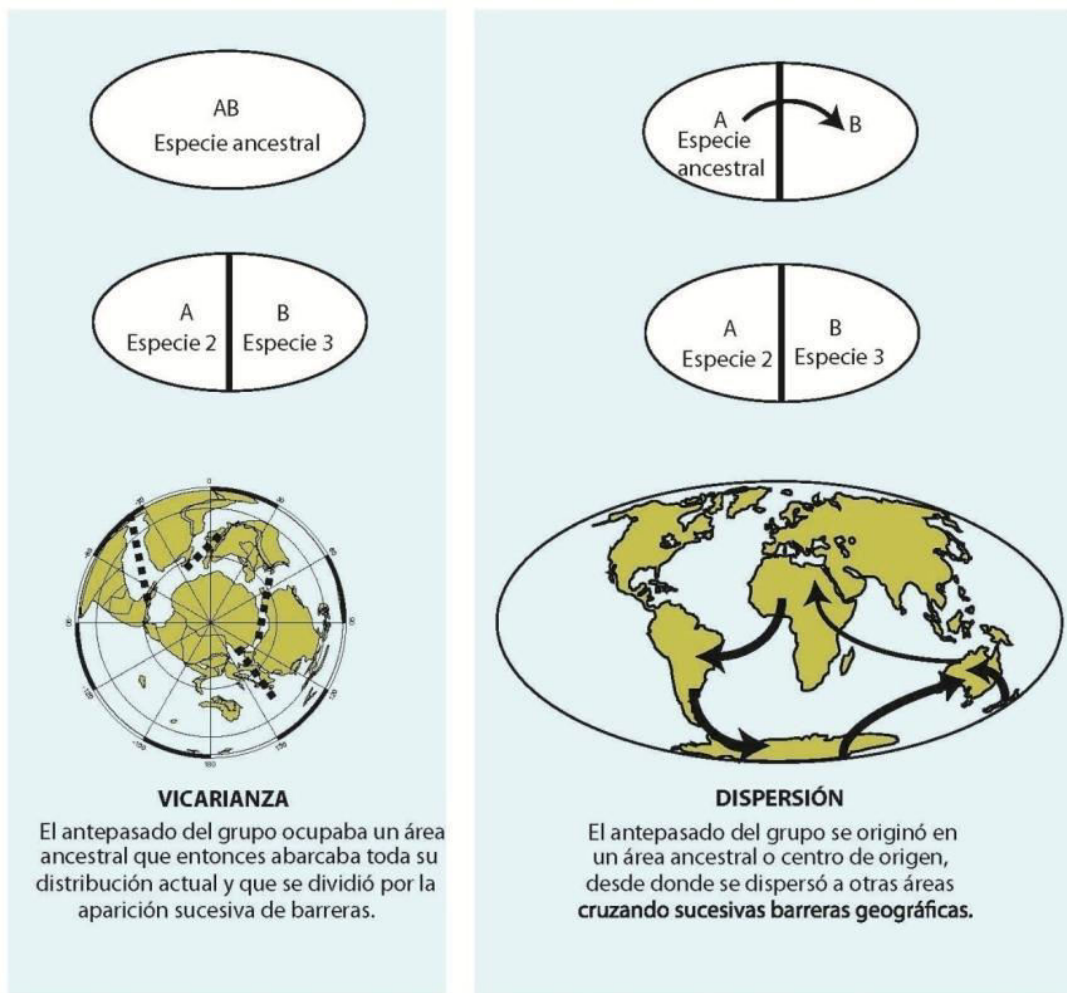 AB
Especie ancestral
A
Especie 2
B
Especie 3
0
VICARIANZA
El antepasado del grupo ocupaba un área
ancestral que entonces abarcaba toda su
distribución actual y que se dividió por la
aparición sucesiva de barreras.
A
Especie
ancestral
B
A
Especie 2
B
Especie 3
DISPERSIÓN
El antepasado del grupo se originó en
un área ancestral o centro de origen,
desde donde se dispersó a otras áreas
cruzando sucesivas barreras geográficas.